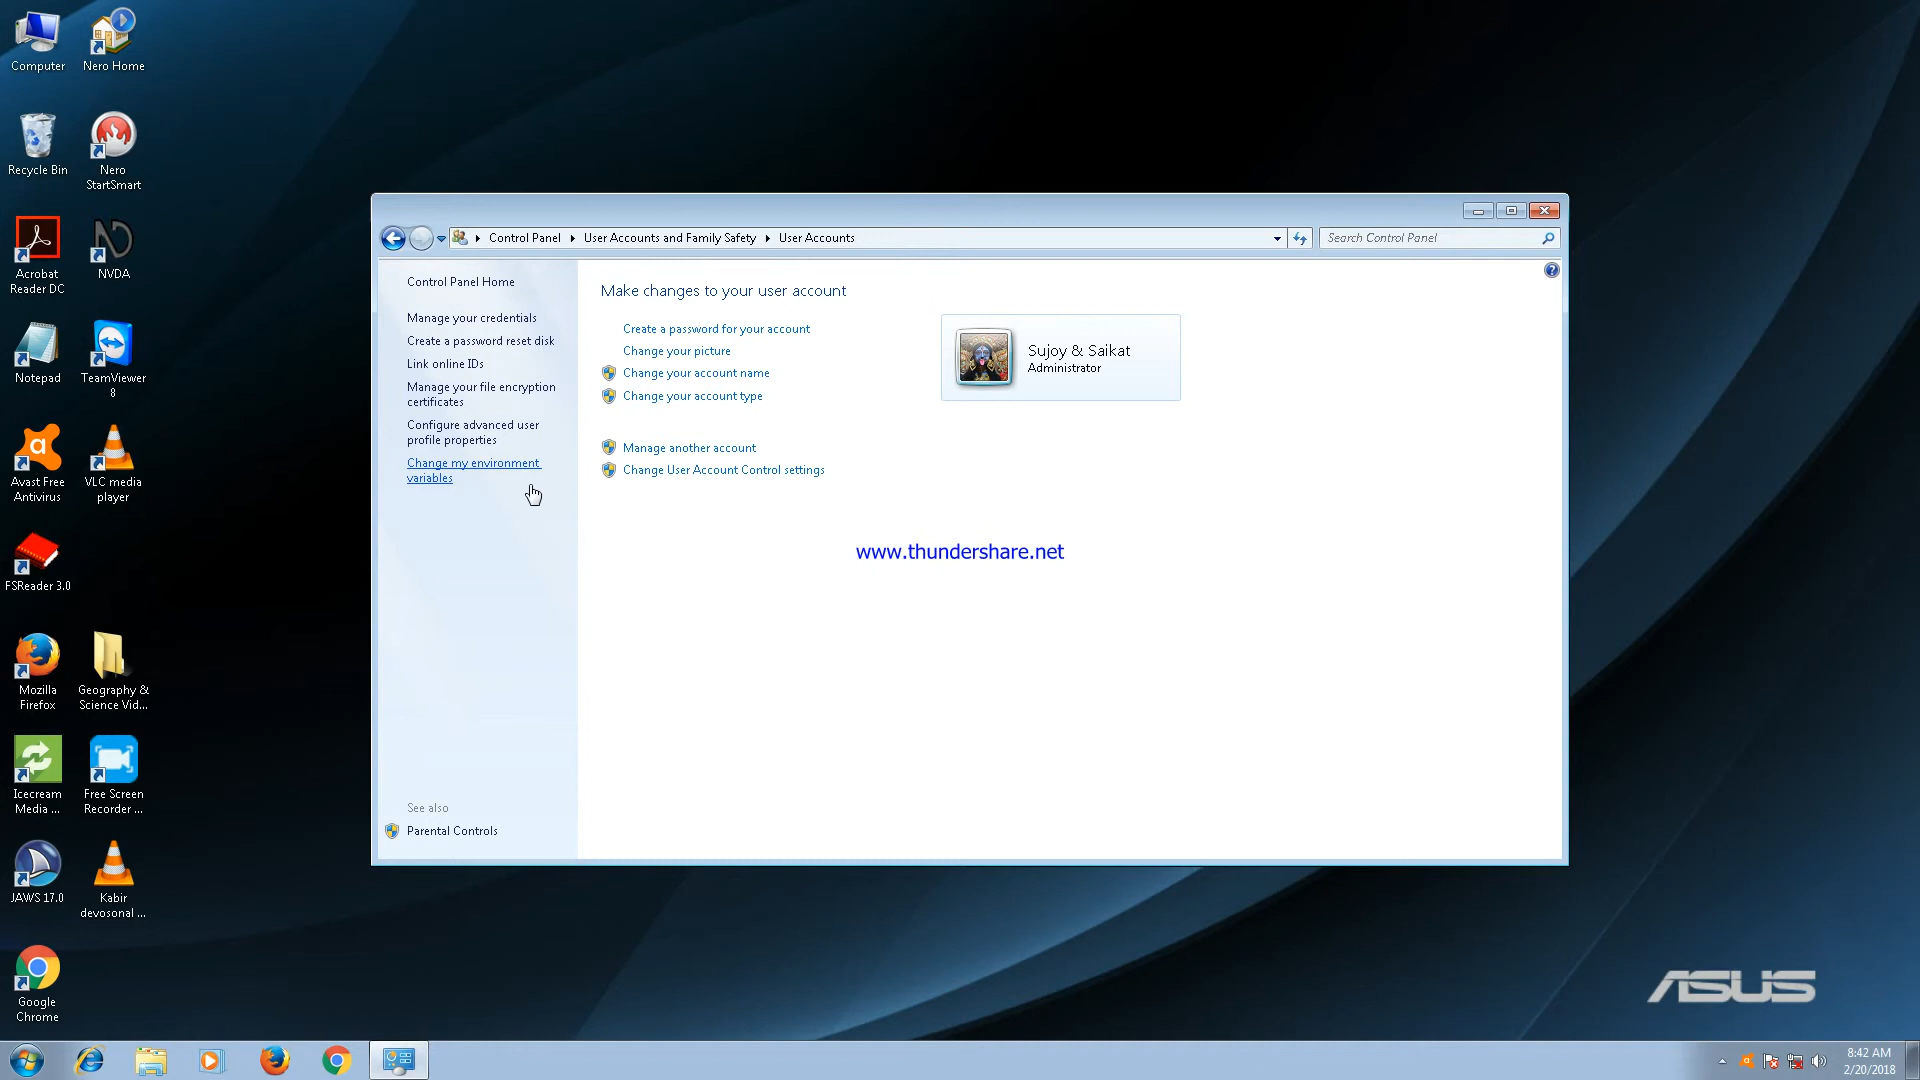 Computer
Nero Home
Recycle Bin
Nero
StartSmart
Acrobat
Reader DC
NVDA
Notepad
TeamViewer
8
Avast Free
Antivirus
VLC media
player
FSReader 3.0
Mozilla
Firefox
Geography &
Science Vid...
Icecream
Media ...
Free Screen
Recorder ...
JAWS 17.0
Kabir
devosonal ...
Google
Chrome
Control Panel
User Accounts and Family Safety
User Accounts
Search Control Panel
Control Panel Home
Manage your credentials
Create a password reset disk
Link online IDs
Manage your file encryption
certificates
Configure advanced user
profile properties
Change my environment
variables
See also
Parental Controls
Make changes to your user account
Create a password for your account
Change your picture
Change your account name
Change your account type
Manage another account
Change User Account Control settings
Sujoy & Saikat
Administrator
www.thundershare.net
ASUS
8:42 AM
2/20/2018